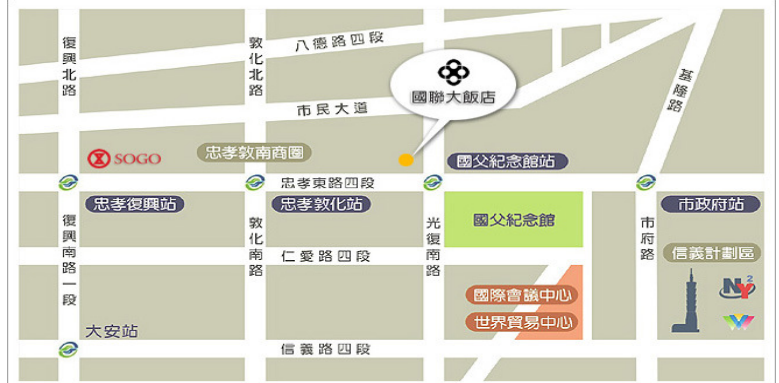 復興北路
敦化北路
八德路四段
國聯大飯店
基隆路
市民大道
SOGO
忠孝敦南商圈
國父紀念館站
忠孝東路四段
忠孝復興站
忠孝敦化站
市政府站
復興南路一段
敦化南路
光復南路
國父紀念館
市府路
仁愛路四段
信義計劃區
國際會議中心
NY2
世界貿易中心
大安站
信義路四段